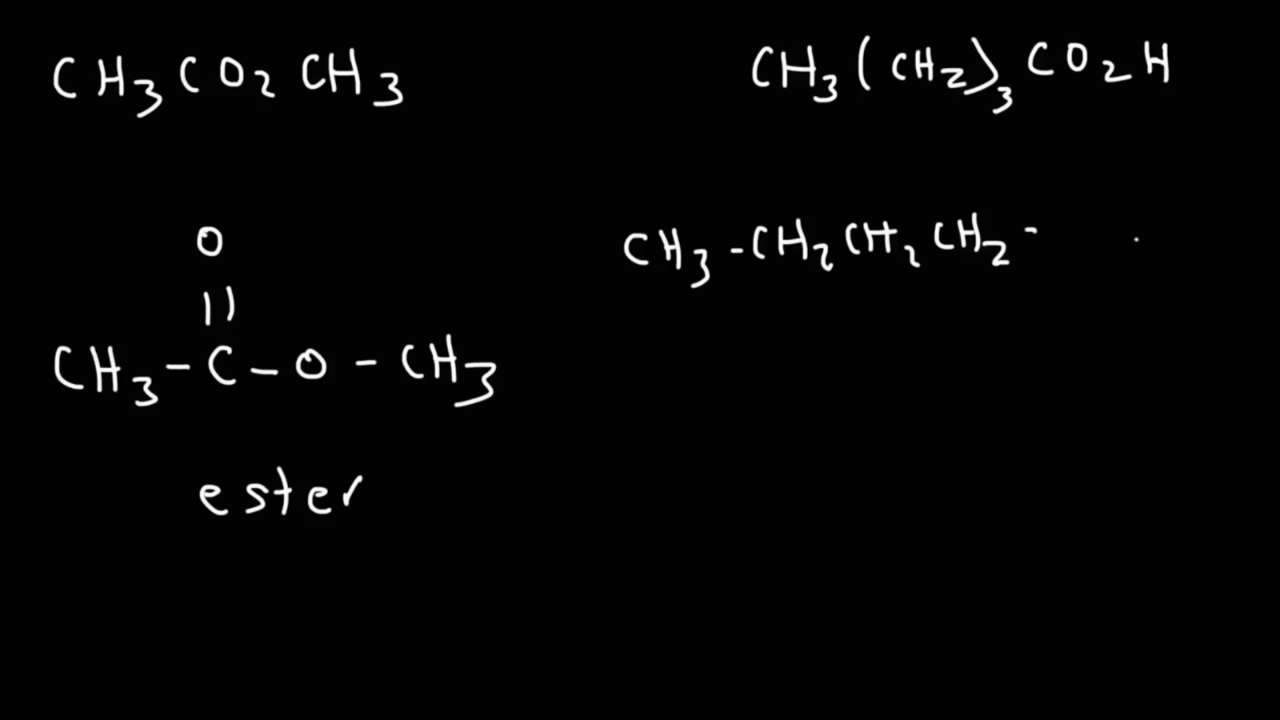 CH3CO2CH3
CH3(CH2)3CO2H
O
||
CH3-C-O-CH3
CH3-CH2CH2CH2-
ester